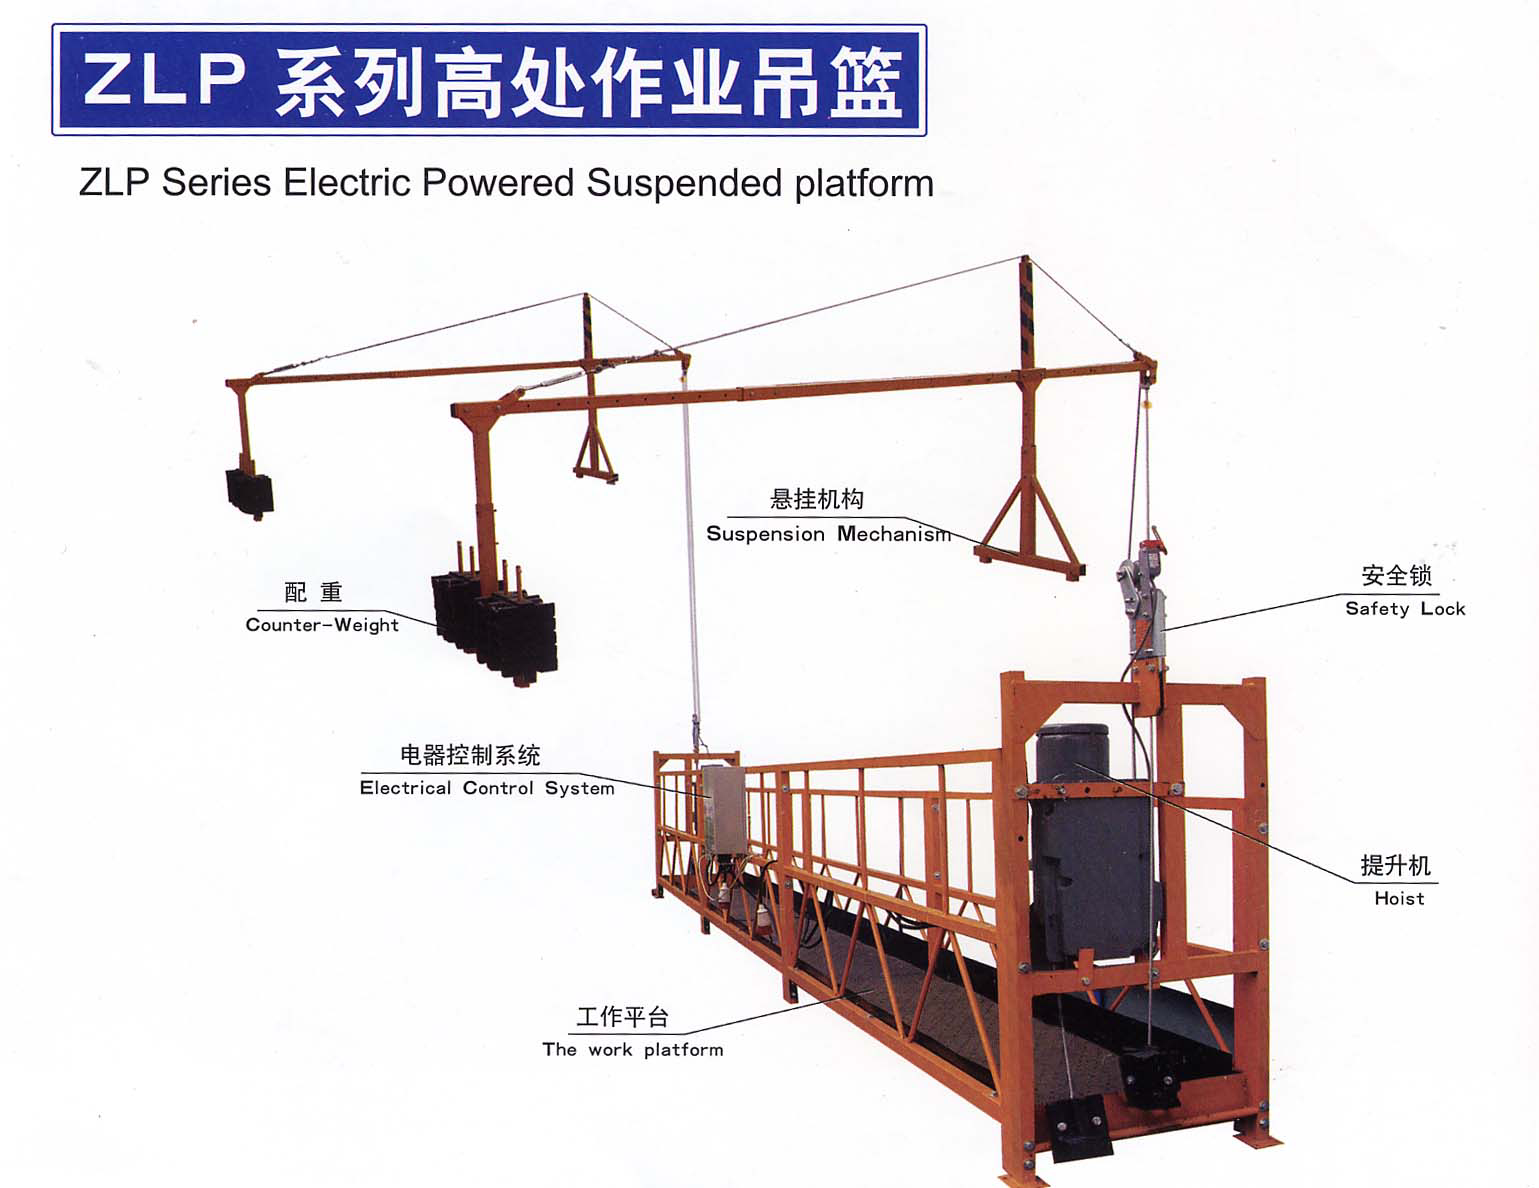 ZLP 系列高处作业吊篮
ZLP Series Electric Powered Suspended platform
悬挂机构
Suspension Mechanism
安全锁
Safety Lock
配 重
Counter-Weight
电器控制系统
Electrical Control System
提升机
Hoist
工作平台
The work platform